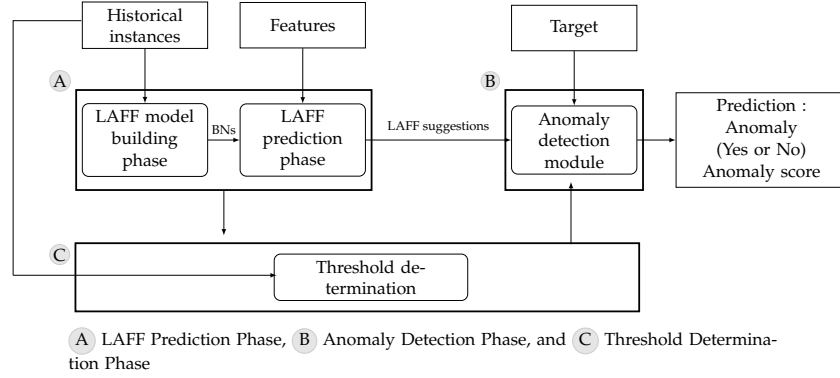 Historical
instances
Features
Target
A
B
LAFF model
building
phase
BNs
LAFF
prediction
phase
LAFF suggestions
Anomaly
detection
module
Prediction :
Anomaly
(Yes or No)
Anomaly score
C
Threshold de-
termination
A LAFF Prediction Phase, B Anomaly Detection Phase, and C Threshold Determina-
tion Phase